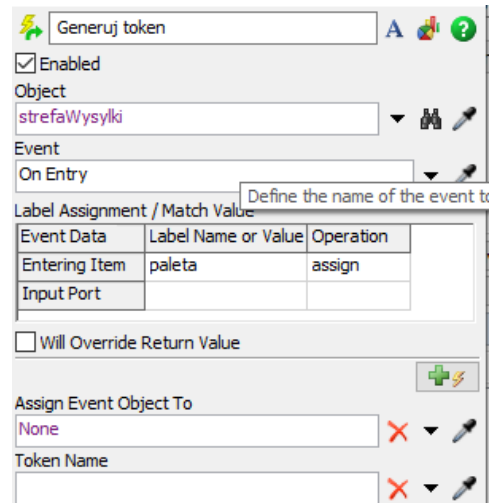 Generuj token
Enabled
Object
strefaWysylki
Event
On Entry
Define the name of the event to
Label Assignment / Match Value
Event Data Label Name or Value Operation
Entering Item paleta assign
Input Port
Will Override Return Value
Assign Event Object To
None
Token Name